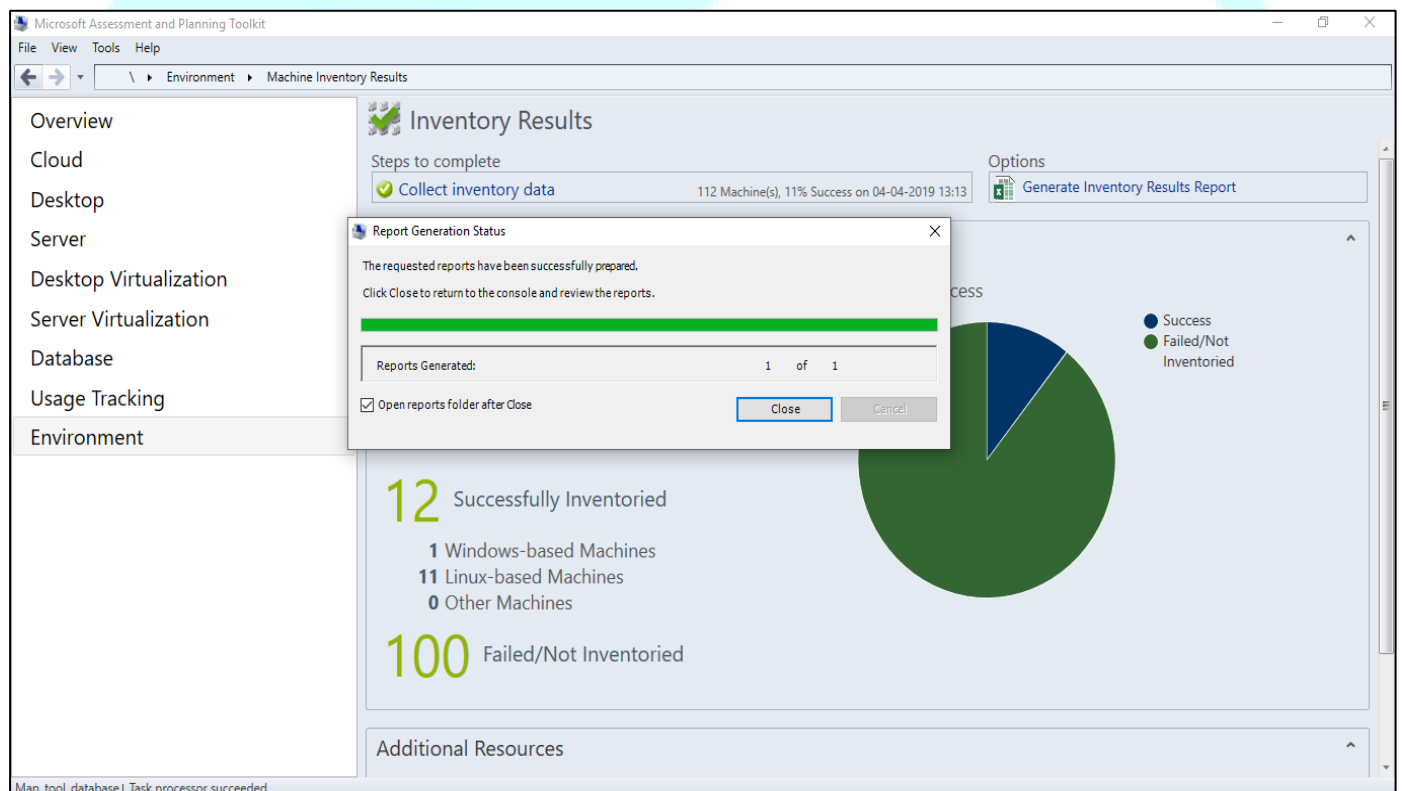 Microsoft Assessment and Planning Toolkit
File View Tools Help
\ Environment Machine Inventory Results
Overview
Cloud
Desktop
Server
Desktop Virtualization
Server Virtualization
Database
Usage Tracking
Environment
Inventory Results
Steps to complete
Collect inventory data 112 Machine(s), 11% Success on 04-04-2019 13:13
Options
Generate Inventory Results Report
Report Generation Status
The requested reports have been successfully prepared.
Click Close to return to the console and review the reports.
Reports Generated: 1 of 1
Open reports folder after Close
Close Cancel
cess
Success
Failed/Not
Inventoried
12 Successfully Inventoried
1 Windows-based Machines
11 Linux-based Machines
0 Other Machines
100 Failed/Not Inventoried
Additional Resources
Map_tool_database | Task processor succeeded